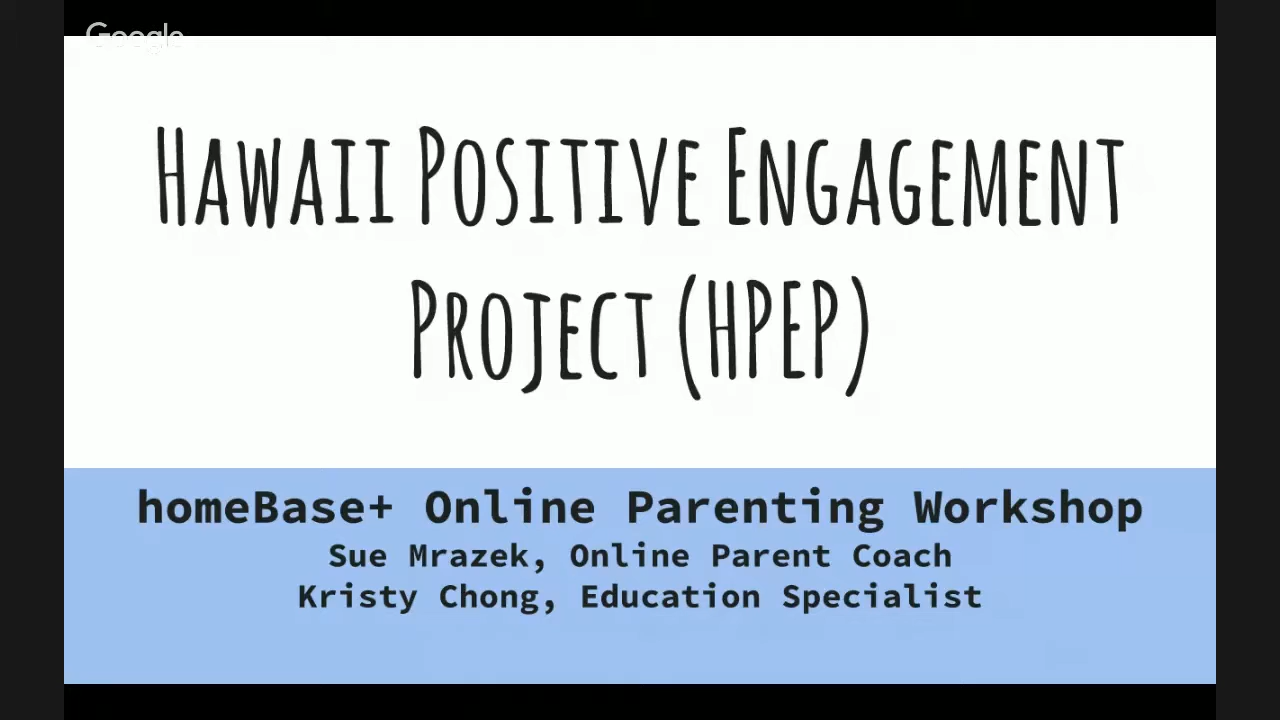 Google
HAWAII POSITIVE ENGAGEMENT
PROJECT (HPEP)
homeBase+ Online Parenting Workshop
Sue Mrazek, Online Parent Coach
Kristy Chong, Education Specialist